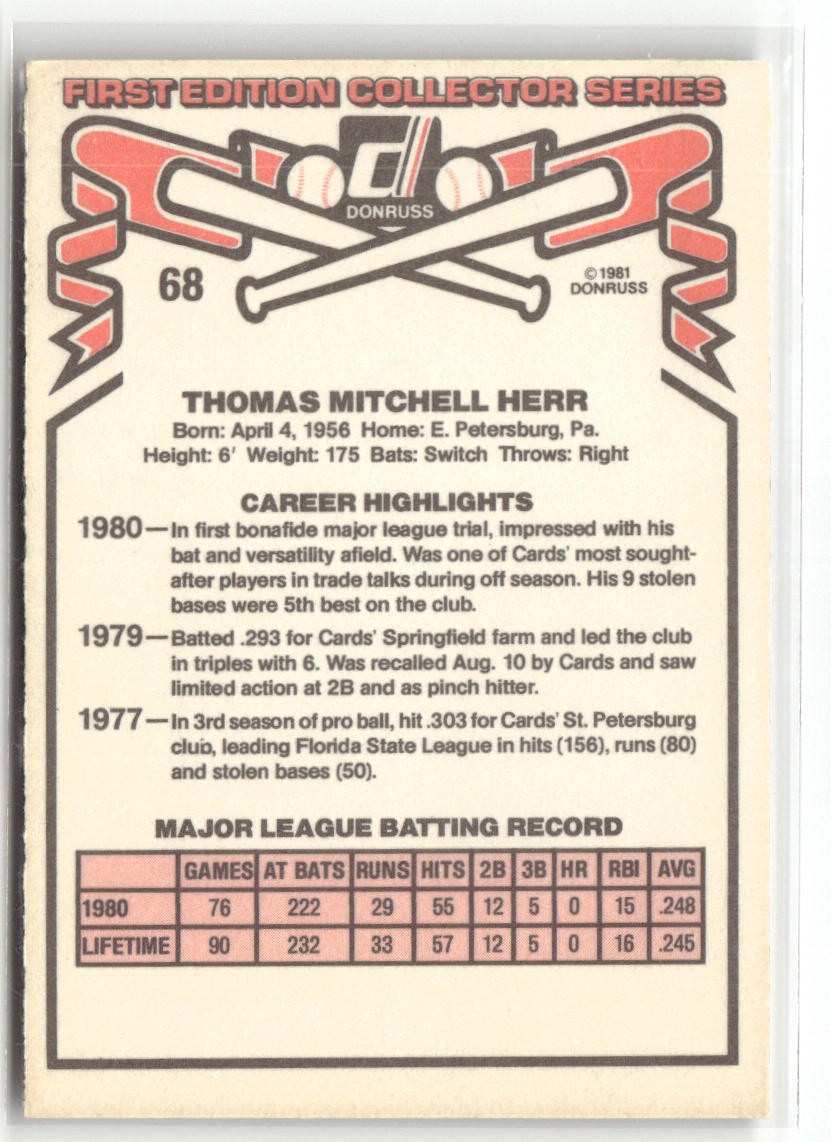 FIRST EDITION COLLECTOR SERIES
d
DONRUSS
68
©1981
DONRUSS
THOMAS MITCHELL HERR
Born: April 4, 1956 Home: E. Petersburg, Pa.
Height: 6' Weight: 175 Bats: Switch Throws: Right
CAREER HIGHLIGHTS
1980—In first bonafide major league trial, impressed with his
bat and versatility afield. Was one of Cards' most sought-
after players in trade talks during off season. His 9 stolen
bases were 5th best on the club.
1979—Batted .293 for Cards' Springfield farm and led the club
in triples with 6. Was recalled Aug. 10 by Cards and saw
limited action at 2B and as pinch hitter.
1977—In 3rd season of pro ball, hit .303 for Cards' St. Petersburg
club, leading Florida State League in hits (156), runs (80)
and stolen bases (50).
MAJOR LEAGUE BATTING RECORD
GAMES AT BATS RUNS HITS 2B 3B HR RBI AVG
1980 76 222 29 55 12 5 0 15 .248
LIFETIME 90 232 33 57 12 5 0 16 .245